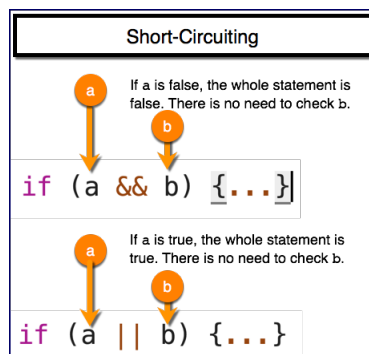 Short-Circuiting
a
If a is false, the whole statement is
false. There is no need to check b.
b
if (a && b) {...}
a
If a is true, the whole statement is
true. There is no need to check b.
b
if (a || b) {...}